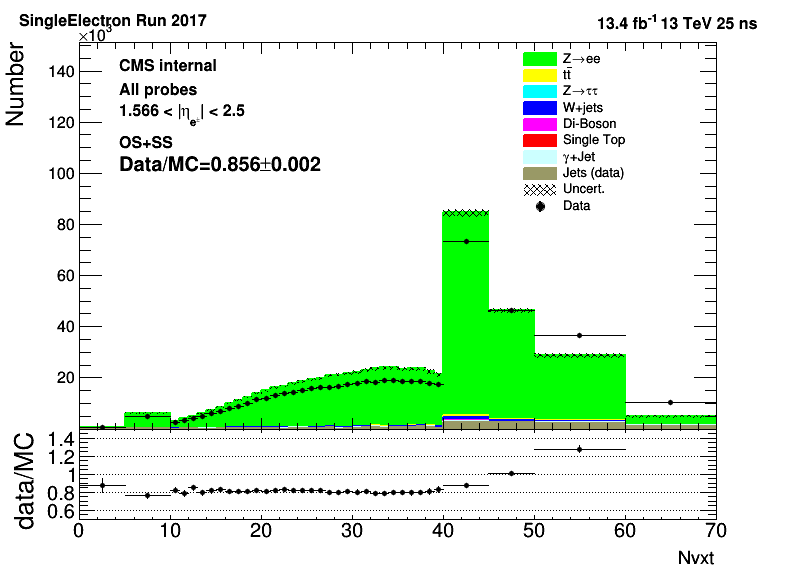 SingleElectron Run 2017
13.4 fb⁻¹ 13 TeV 25 ns
×10³
Number
CMS internal
All probes
1.566 < |η_e±| < 2.5
OS+SS
Data/MC=0.856±0.002
Z→ee
tt̄
Z→ττ
W+jets
Di-Boson
Single Top
γ+Jet
Jets (data)
Uncert.
Data
140
120
100
80
60
40
20
data/MC
1.4
1.2
1
0.8
0.6
0 10 20 30 40 50 60 70
Nvxt